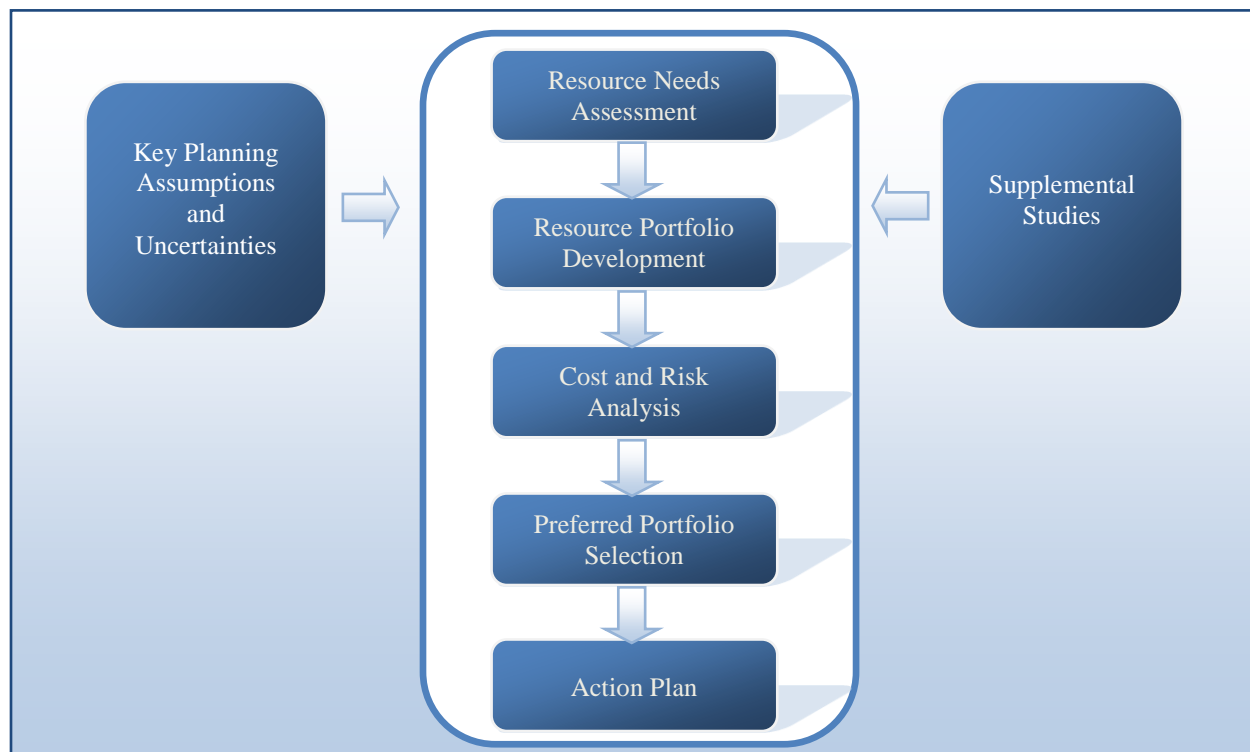 Key Planning
Assumptions
and
Uncertainties
Resource Needs
Assessment
Resource Portfolio
Development
Cost and Risk
Analysis
Preferred Portfolio
Selection
Action Plan
Supplemental
Studies